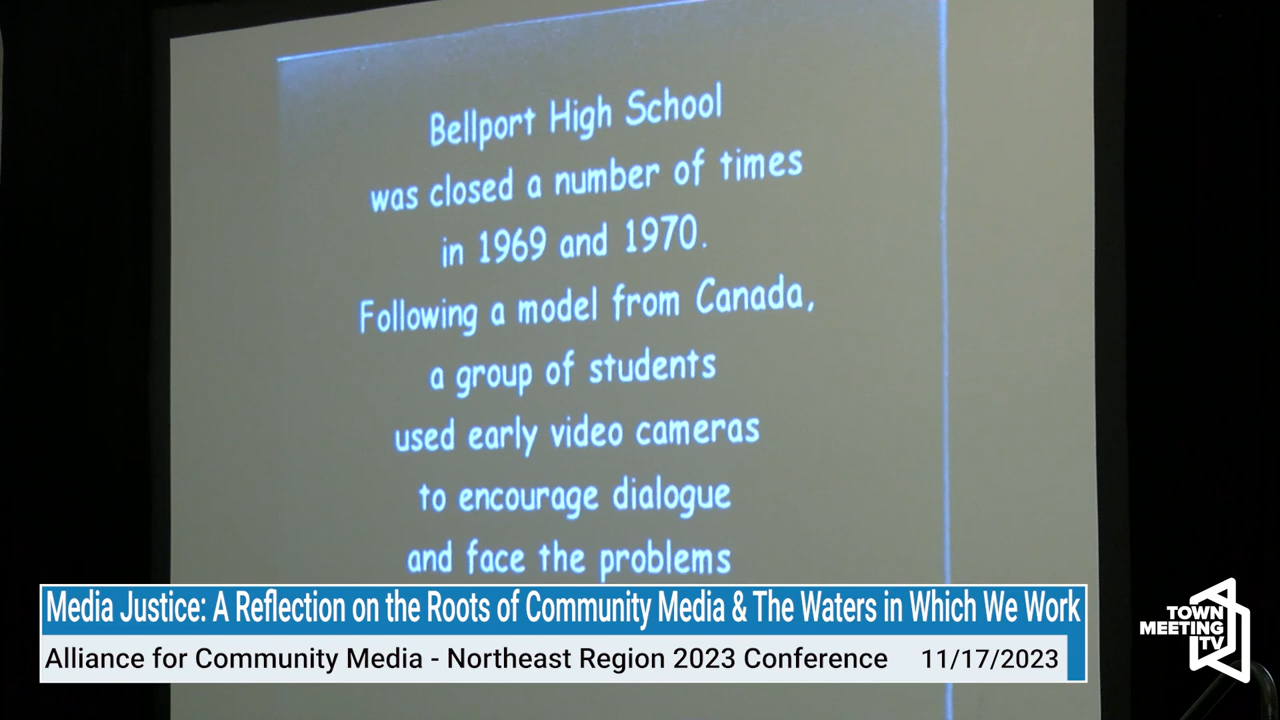 Bellport High School
was closed a number of times
in 1969 and 1970.
Following a model from Canada,
a group of students
used early video cameras
to encourage dialogue
and face the problems
Media Justice: A Reflection on the Roots of Community Media & The Waters in Which We Work
Alliance for Community Media - Northeast Region 2023 Conference 11/17/2023
TOWN
MEETING
TV